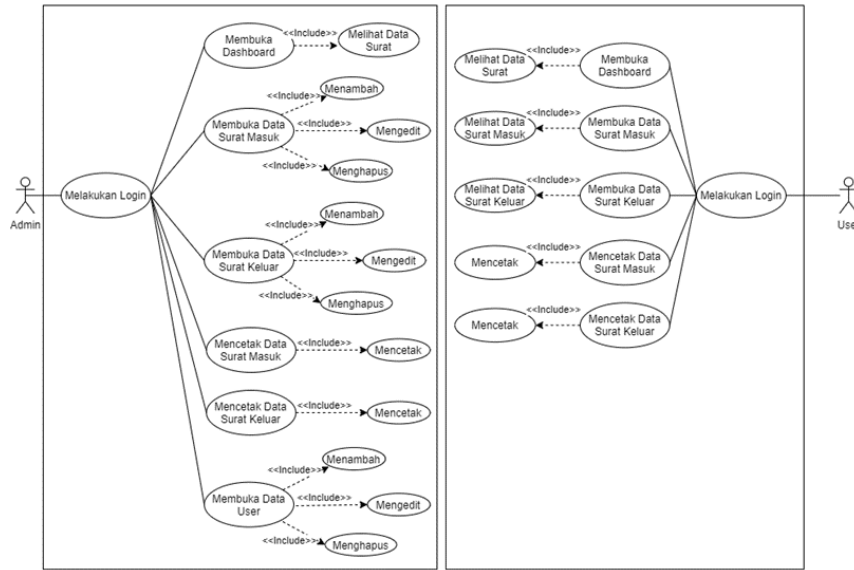 <<Include>>
Membuka
Dashboard
Melihat Data
Surat
Menambah
<<Include>>
Membuka Data
Surat Masuk
<<Include>>
Mengedit
<<Include>>
Menghapus
Melakukan Login
Admin
Menambah
<<Include>>
Membuka Data
Surat Keluar
<<Include>>
Mengedit
<<Include>>
Menghapus
Mencetak Data
Surat Masuk
<<Include>>
Mencetak
Mencetak Data
Surat Keluar
<<Include>>
Mencetak
Menambah
<<Include>>
Membuka Data
User
<<Include>>
Mengedit
<<Include>>
Menghapus
Melihat Data
Surat
<<Include>>
Membuka
Dashboard
Melihat Data
Surat Masuk
<<Include>>
Membuka Data
Surat Masuk
Melihat Data
Surat Keluar
<<Include>>
Membuka Data
Surat Keluar
Melakukan Login
Use
Mencetak
<<Include>>
Mencetak Data
Surat Masuk
Mencetak
<<Include>>
Mencetak Data
Surat Keluar